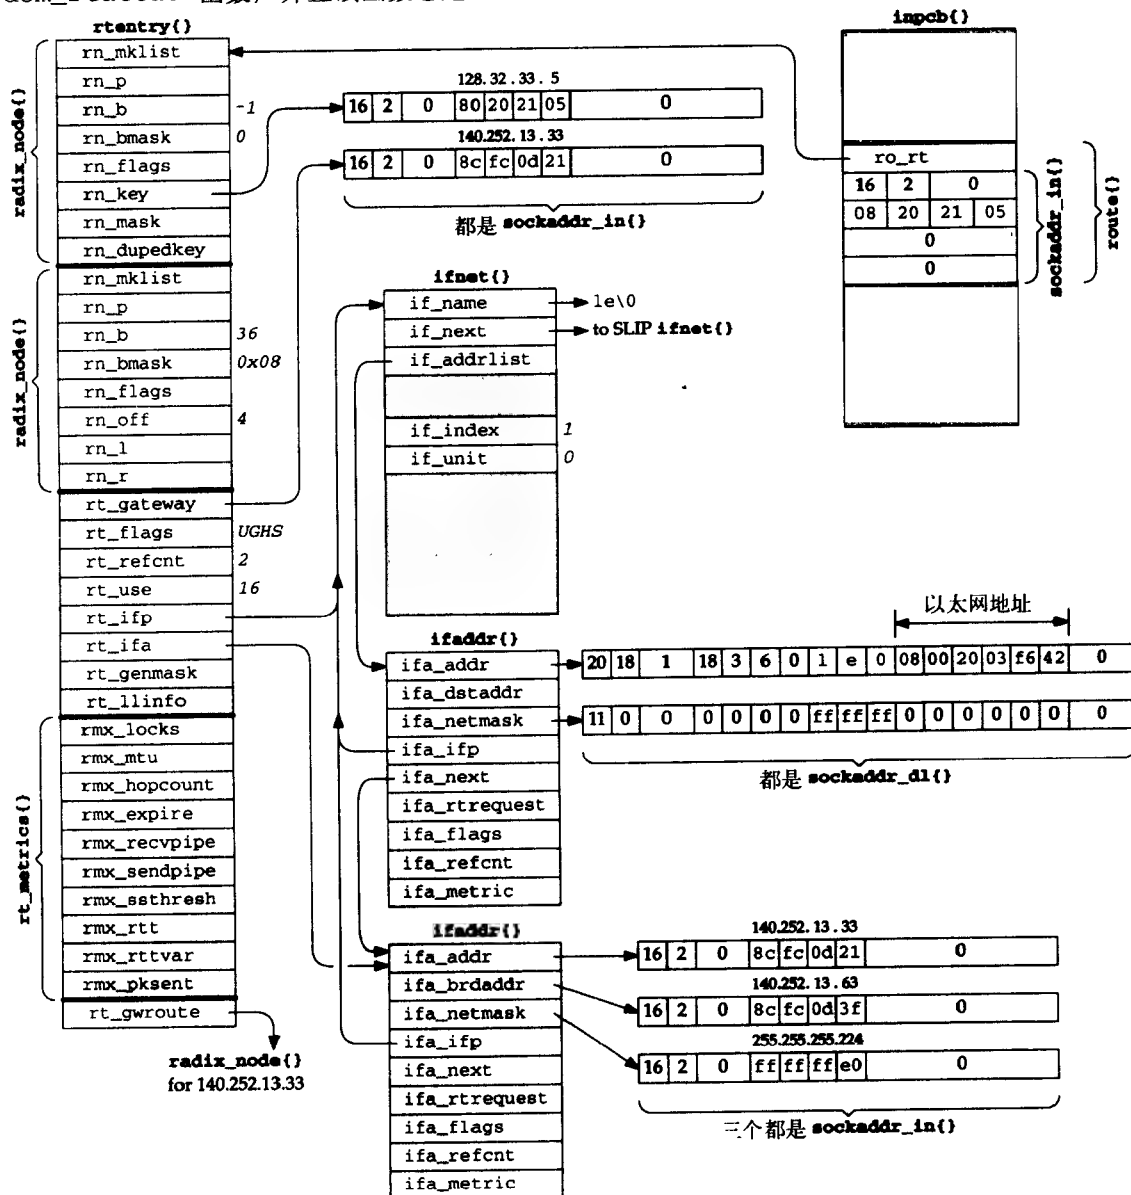 rtentry{}
rn_mklist
rn_p
rn_b -1
rn_bmask 0
rn_flags
rn_key
rn_mask
rn_dupedkey
radix_node{}
rn_mklist
rn_p
rn_b 36
rn_bmask 0x08
rn_flags
rn_off 4
rn_l
rn_r
radix_node{}
rt_gateway
rt_flags UGHS
rt_refcnt 2
rt_use 16
rt_ifp
rt_ifa
rt_genmask
rt_llinfo
rmx_locks
rmx_mtu
rmx_hopcount
rmx_expire
rmx_recvpipe
rmx_sendpipe
rmx_ssthresh
rmx_rtt
rmx_rttvar
rmx_pksent
rt_metrics{}
rt_gwroute
radix_node{}
for 140.252.13.33
128.32.33.5
16 2 0 80 20 21 05 0
140.252.13.33
16 2 0 8c fc 0d 21 0
都是 sockaddr_in{}
inpcb{}
ro_rt
16 2 0
08 20 21 05
0
0
sockaddr_in{}
route{}
ifnet{}
if_name le\0
if_next to SLIP ifnet{}
if_addrlist
if_index 1
if_unit 0
以太网地址
ifaddr{}
ifa_addr 20 18 1 18 3 6 0 l e 0 08 00 20 03 f6 42 0
ifa_dstaddr
ifa_netmask 11 0 0 0 0 0 0 ff ff ff 0 0 0 0 0 0 0
ifa_ifp
都是 sockaddr_dl{}
ifa_next
ifa_rtrequest
ifa_flags
ifa_refcnt
ifa_metric
ifaddr{}
140.252.13.33
ifa_addr 16 2 0 8c fc 0d 21 0
140.252.13.63
ifa_brdaddr 16 2 0 8c fc 0d 3f 0
255.255.255.224
ifa_netmask 16 2 0 ff ff ff e0 0
ifa_ifp
ifa_next
ifa_rtrequest
三个都是 sockaddr_in{}
ifa_flags
ifa_refcnt
ifa_metric